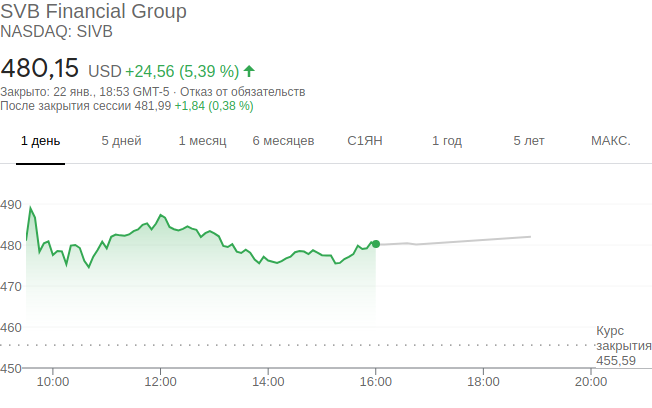 SVB Financial Group
NASDAQ: SIVB
480,15 USD +24,56 (5,39 %)
Закрыто: 22 янв., 18:53 GMT-5 · Отказ от обязательств
После закрытия сессии 481,99 +1,84 (0,38 %)
1 день 5 дней 1 месяц 6 месяцев С1ЯН 1 год 5 лет МАКС.
490
480
470
460
Курс
закрытия
455,59
450
10:00 12:00 14:00 16:00 18:00 20:00